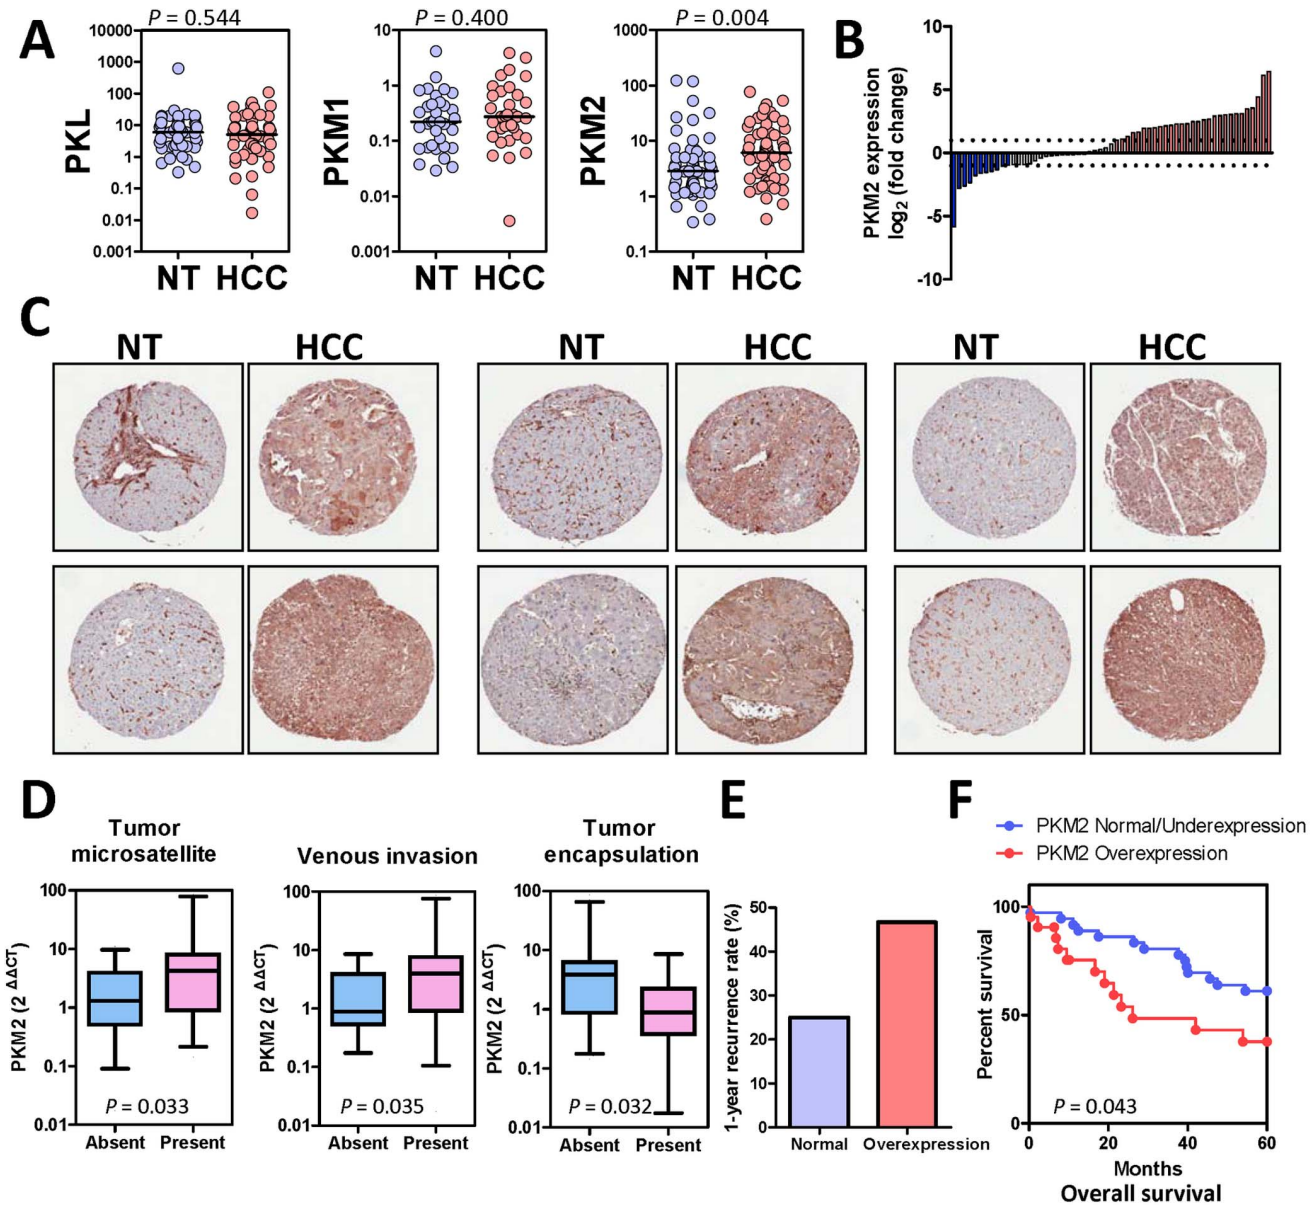 A
P = 0.544
PKL
10000
1000
100
10
1
0.1
0.01
0.001
NT HCC
P = 0.400
PKM1
10
1
0.1
0.01
0.001
NT HCC
P = 0.004
PKM2
1000
100
10
1
0.1
NT HCC
B
PKM2 expression
log2 (fold change)
10
5
0
-5
-10
C
NT HCC
NT HCC
NT HCC
D
Tumor
microsatellite
PKM2 (2 ΔΔCT)
100
10
1
0.1
0.01
P = 0.033
Absent Present
Venous invasion
PKM2 (2 ΔΔCT)
100
10
1
0.1
0.01
P = 0.035
Absent Present
Tumor
encapsulation
PKM2 (2 ΔΔCT)
100
10
1
0.1
0.01
P = 0.032
Absent Present
E
1-year recurrence rate (%)
50
40
30
20
10
0
Normal Overexpression
F
PKM2 Normal/Underexpression
PKM2 Overexpression
Percent survival
100
50
0
P = 0.043
0 20 40 60
Months
Overall survival